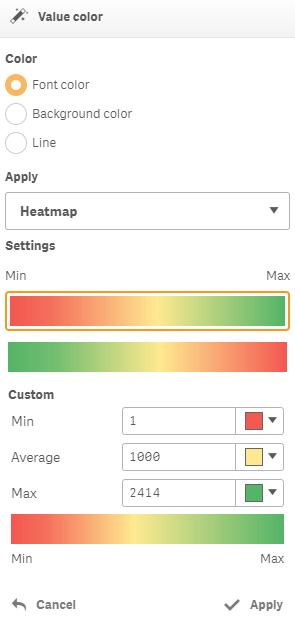 Value color
Color
Font color
Background color
Line
Apply
Heatmap
Settings
Min Max
Custom
Min 1
Average 1000
Max 2414
Min Max
Cancel Apply